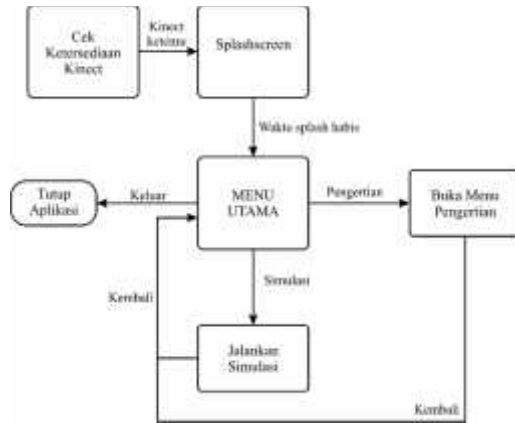 Cek
Ketersediaan
Kinect
Kinect
ketemu
Splashscreen
Waktu splash habis
Tutup
Aplikasi
Keluar
MENU
UTAMA
Pengertian
Buka Menu
Pengertian
Simulasi
Kembali
Jalankan
Simulasi
Kembali